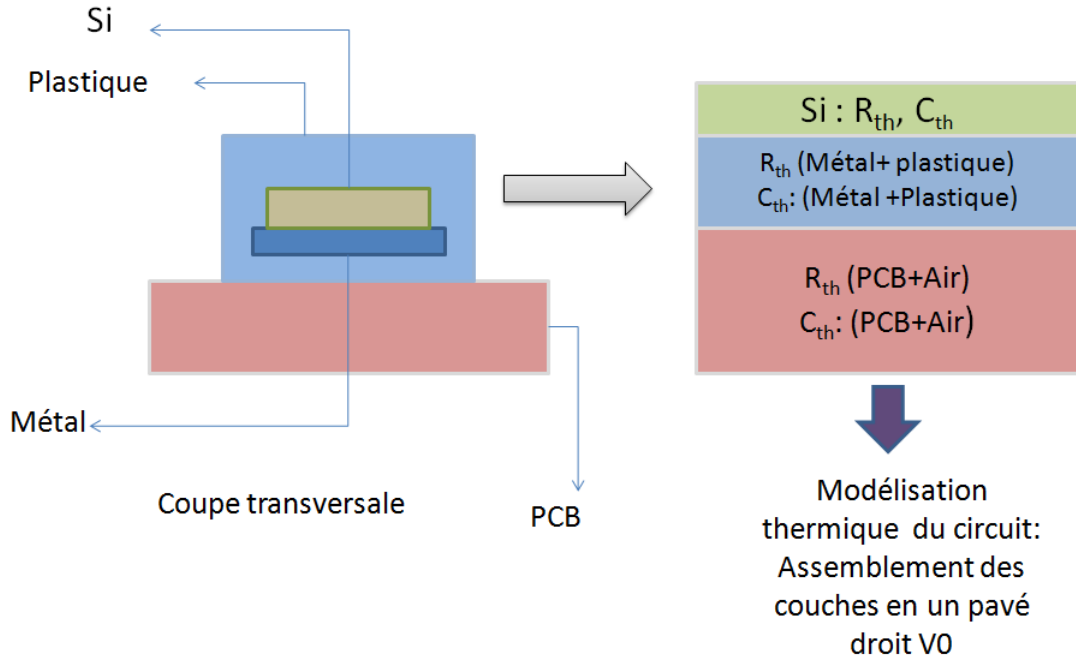 Si
Plastique
Métal
Coupe transversale
PCB
Si : Rth, Cth
Rth (Métal+ plastique)
Cth: (Métal +Plastique)
Rth (PCB+Air)
Cth: (PCB+Air)
Modélisation
thermique du circuit:
Assemblement des
couches en un pavé
droit V0